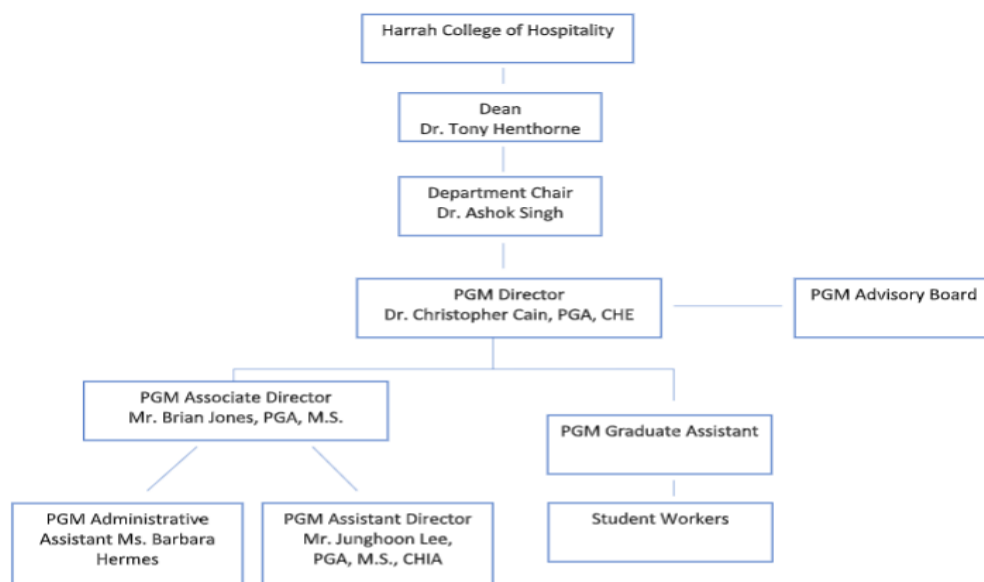 Harrah College of Hospitality
Dean
Dr. Tony Henthorne
Department Chair
Dr. Ashok Singh
PGM Director
Dr. Christopher Cain, PGA, CHE
PGM Advisory Board
PGM Associate Director
Mr. Brian Jones, PGA, M.S.
PGM Graduate Assistant
PGM Administrative
Assistant Ms. Barbara
Hermes
PGM Assistant Director
Mr. Junghoon Lee,
PGA, M.S., CHIA
Student Workers